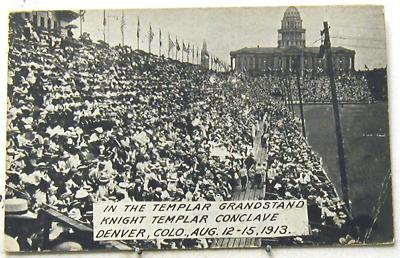 IN THE TEMPLAR GRANDSTAND
KNIGHT TEMPLAR CONCLAVE
DENVER, COLO., AUG. 12-15, 1913.